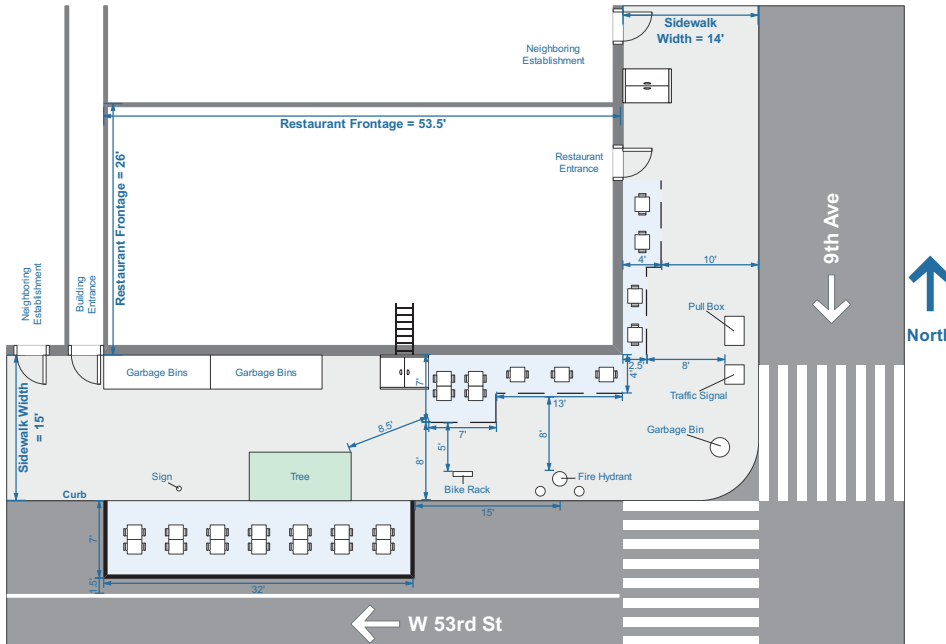 Sidewalk
Width = 14'
Neighboring
Establishment
Restaurant Frontage = 53.5'
Restaurant
Entrance
Restaurant Frontage = 26'
9th Ave
4'
10'
North
Neighboring
Establishment
Building
Entrance
Pull Box
2.5'
8'
4'
Traffic Signal
Garbage Bins
Garbage Bins
7'
13'
7'
8.5'
Sidewalk Width
= 15'
5'
8'
8'
Garbage Bin
Sign
Tree
Bike Rack
Fire Hydrant
Curb
15'
7'
1.5'
32'
W 53rd St